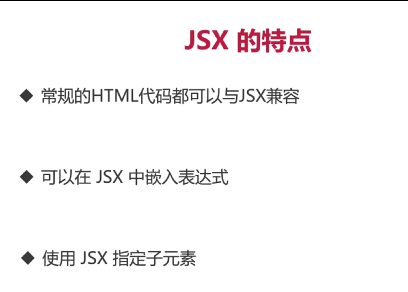 JSX 的特点
◆ 常规的HTML代码都可以与JSX兼容
◆ 可以在 JSX 中嵌入表达式
◆ 使用 JSX 指定子元素